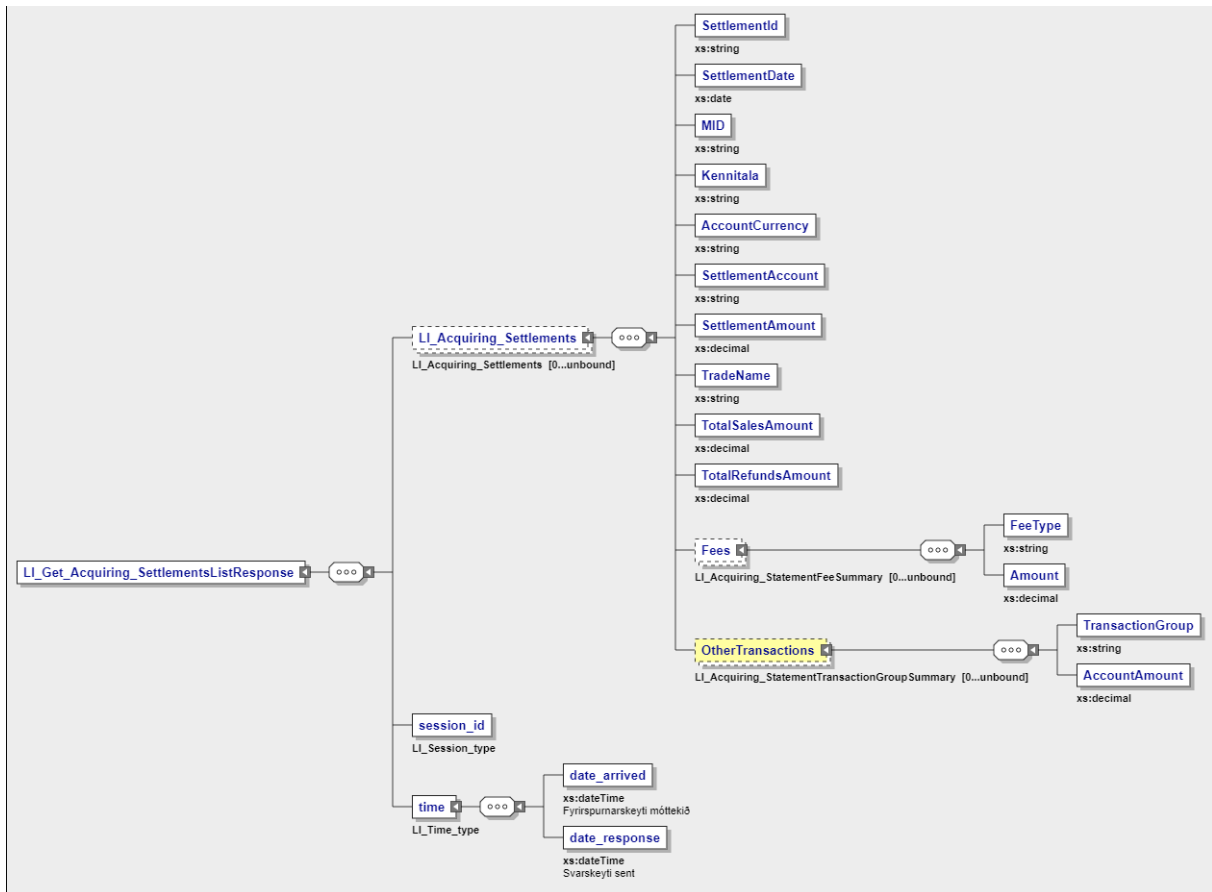 SettlementId
xs:string
SettlementDate
xs:date
MID
xs:string
Kennitala
xs:string
AccountCurrency
xs:string
SettlementAccount
xs:string
LI_Acquiring_Settlements
LI_Acquiring_Settlements [0...unbound]
SettlementAmount
xs:decimal
TradeName
xs:string
TotalSalesAmount
xs:decimal
TotalRefundsAmount
xs:decimal
Fees
LI_Acquiring_StatementFeeSummary [0...unbound]
FeeType
xs:string
Amount
xs:decimal
LI_Get_Acquiring_SettlementsListResponse
OtherTransactions
LI_Acquiring_StatementTransactionGroupSummary [0...unbound]
TransactionGroup
xs:string
AccountAmount
xs:decimal
session_id
LI_Session_type
time
LI_Time_type
date_arrived
xs:dateTime
Fyrirspurnarskeyti móttekið
date_response
xs:dateTime
Svarskeyti sent